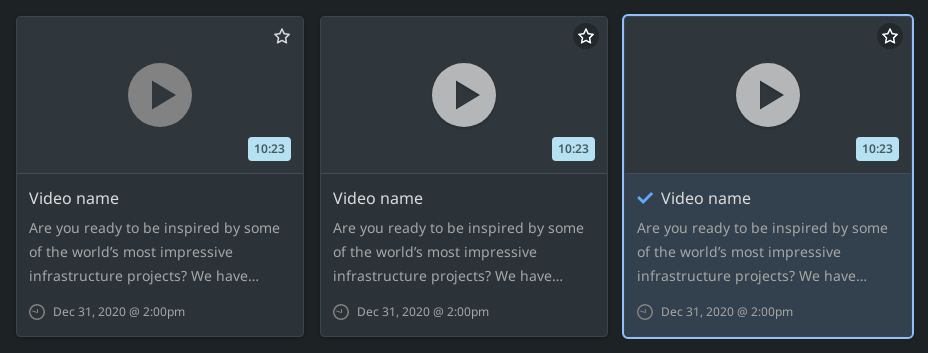 10:23
Video name
Are you ready to be inspired by some
of the world’s most impressive
infrastructure projects? We have...
Dec 31, 2020 @ 2:00pm
10:23
Video name
Are you ready to be inspired by some
of the world’s most impressive
infrastructure projects? We have...
Dec 31, 2020 @ 2:00pm
10:23
Video name
Are you ready to be inspired by some
of the world’s most impressive
infrastructure projects? We have...
Dec 31, 2020 @ 2:00pm